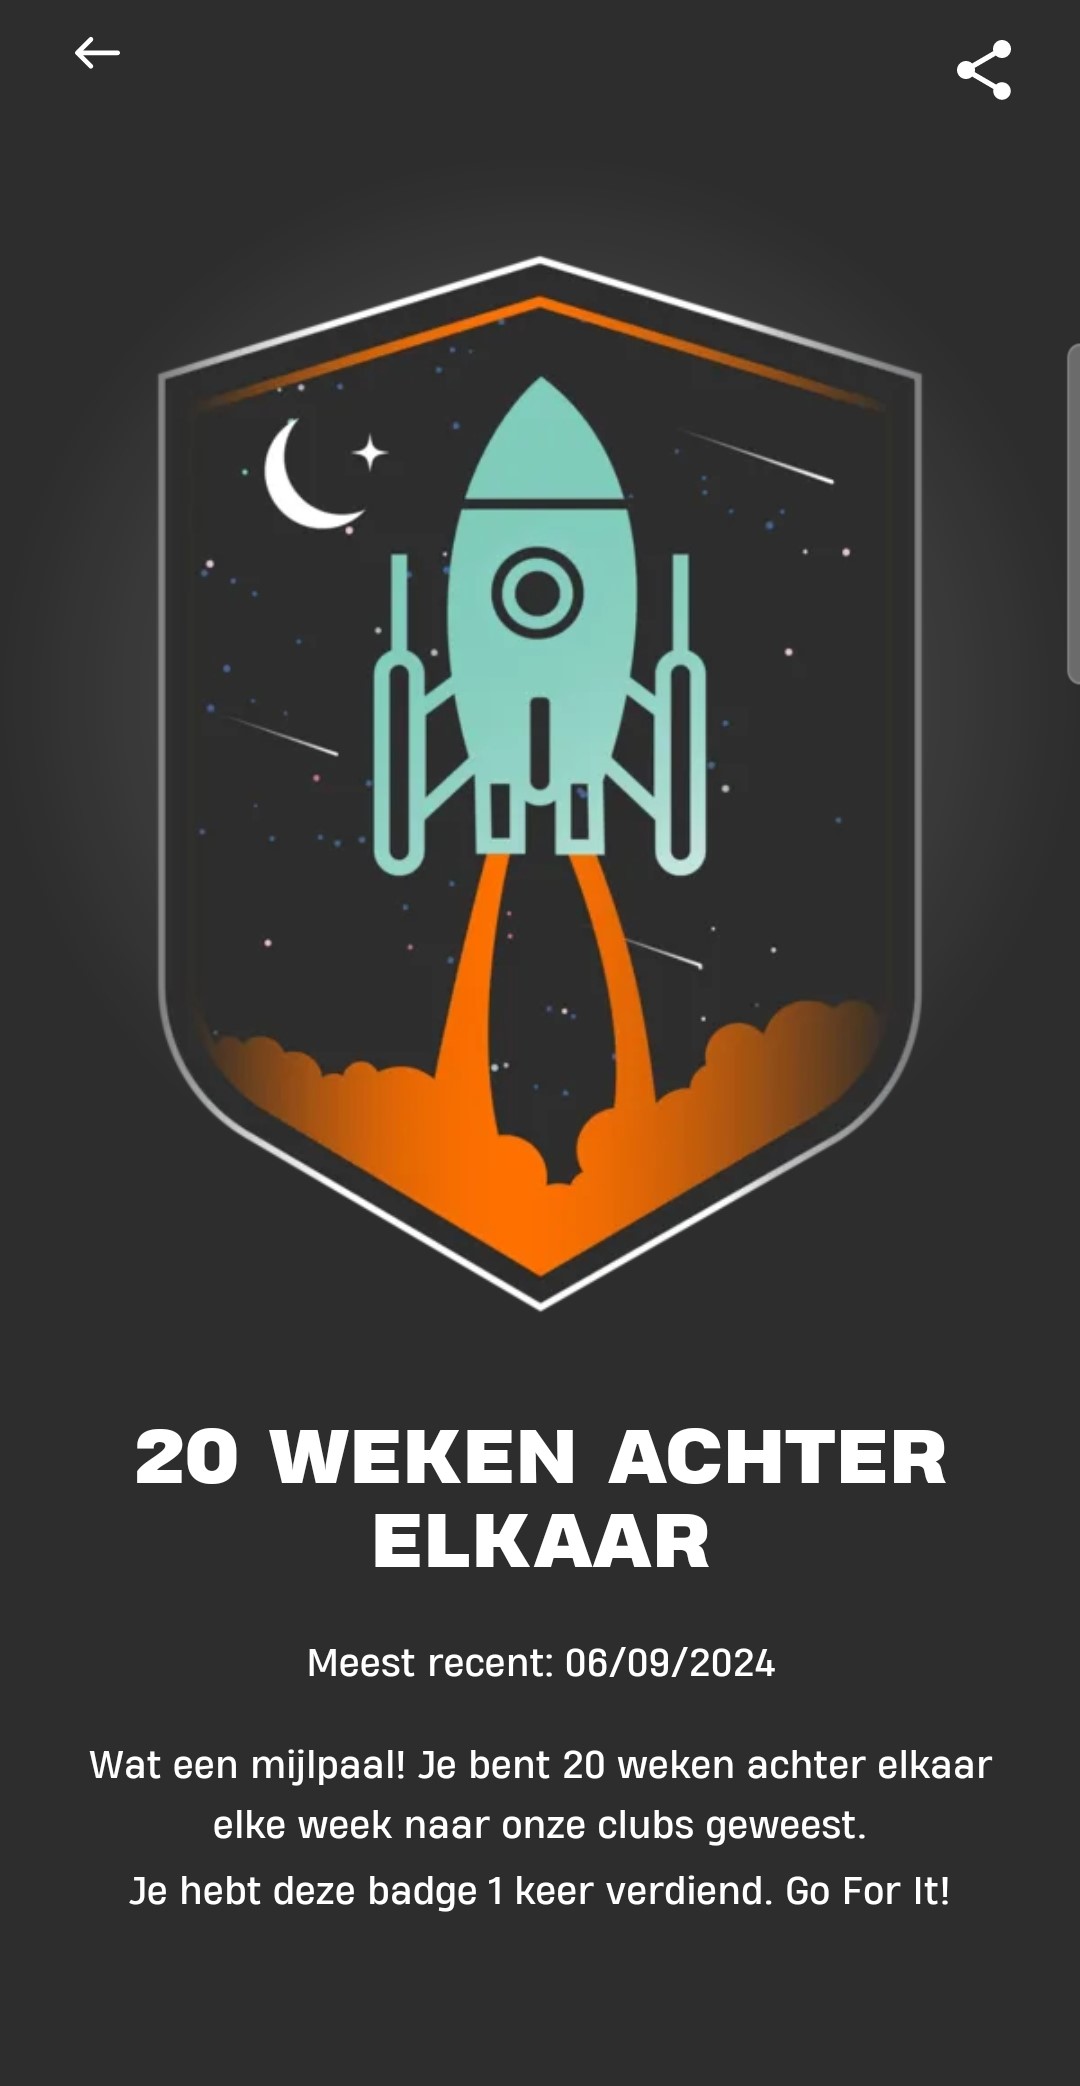 20 WEKEN ACHTER
ELKAAR
Meest recent: 06/09/2024
Wat een mijlpaal! Je bent 20 weken achter elkaar
elke week naar onze clubs geweest.
Je hebt deze badge 1 keer verdiend. Go For It!